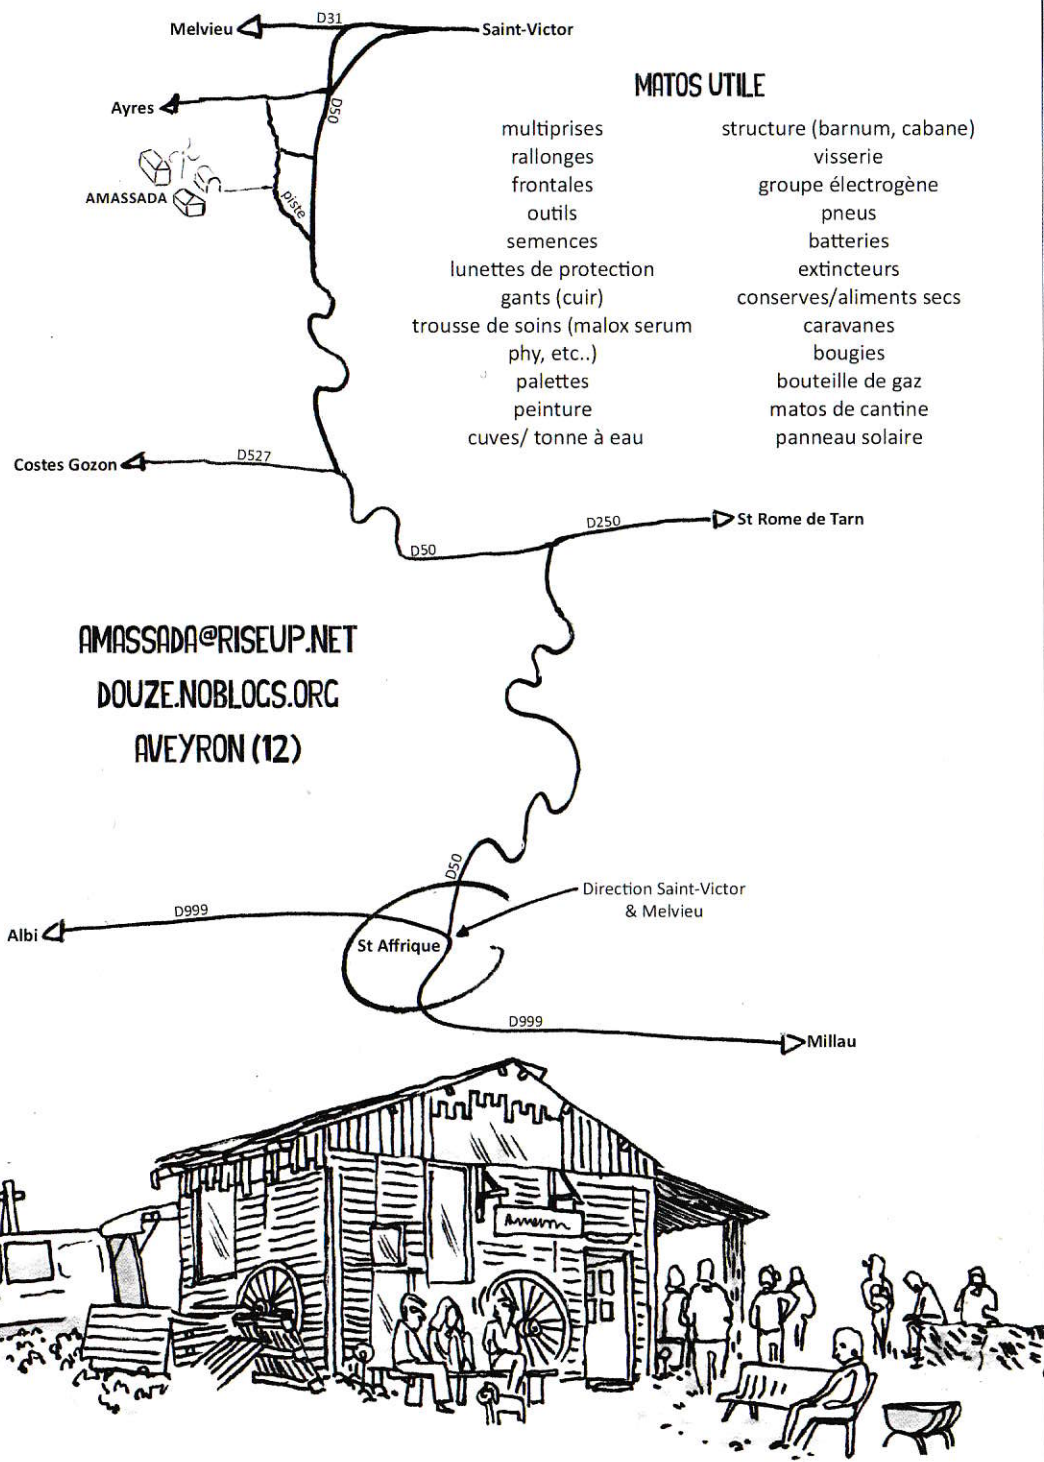 D31
Melvieu
Saint-Victor
Ayres
D50
AMASSADA
piste
MATOS UTILE
multiprises
rallonges
frontales
outils
semences
lunettes de protection
gants (cuir)
trousse de soins (malox serum
phy, etc..)
palettes
peinture
cuves/ tonne à eau
structure (barnum, cabane)
visserie
groupe électrogène
pneus
batteries
extincteurs
conserves/aliments secs
caravanes
bougies
bouteille de gaz
matos de cantine
panneau solaire
Costes Gozon
D527
D50
D250
St Rome de Tarn
AMASSADA@RISEUP.NET
DOUZE.NOBLOGS.ORG
AVEYRON (12)
D50
Direction Saint-Victor
& Melvieu
Albi
D999
St Affrique
D999
Millau